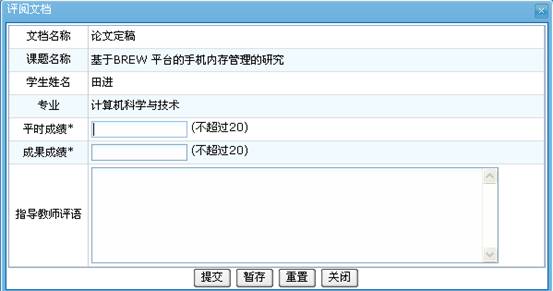 评阅文档
文档名称 论文定稿
课题名称 基于BREW 平台的手机内存管理的研究
学生姓名 田进
专业 计算机科学与技术
平时成绩* (不超过20)
成果成绩* (不超过20)
指导教师评语
提交 暂存 重置 关闭